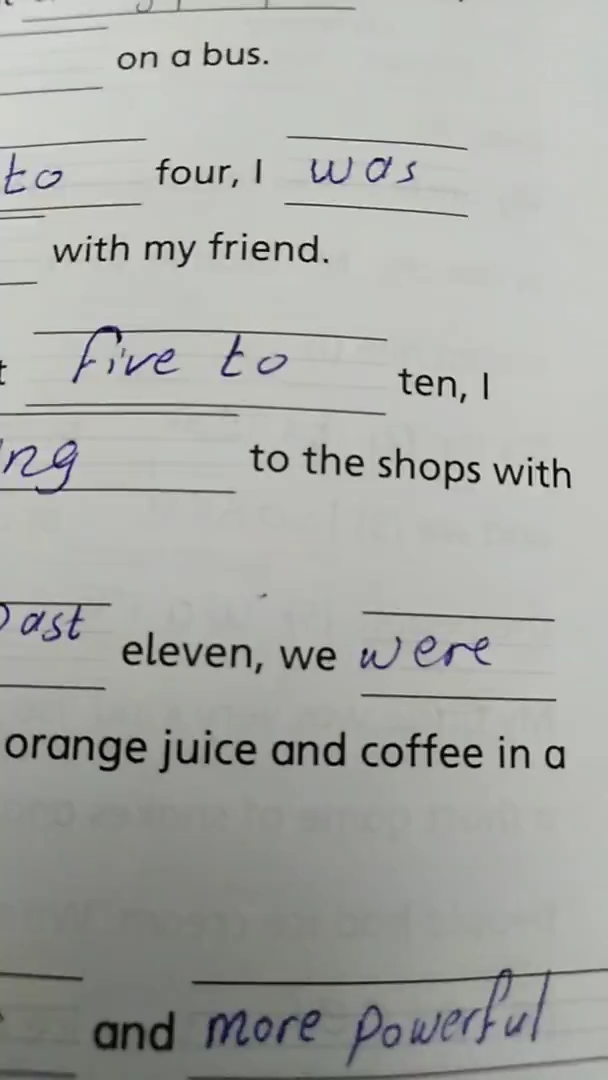 on a bus.
to four, I was
with my friend.
five to ten, I
ng to the shops with
ast eleven, we were
orange juice and coffee in a
and more powerful